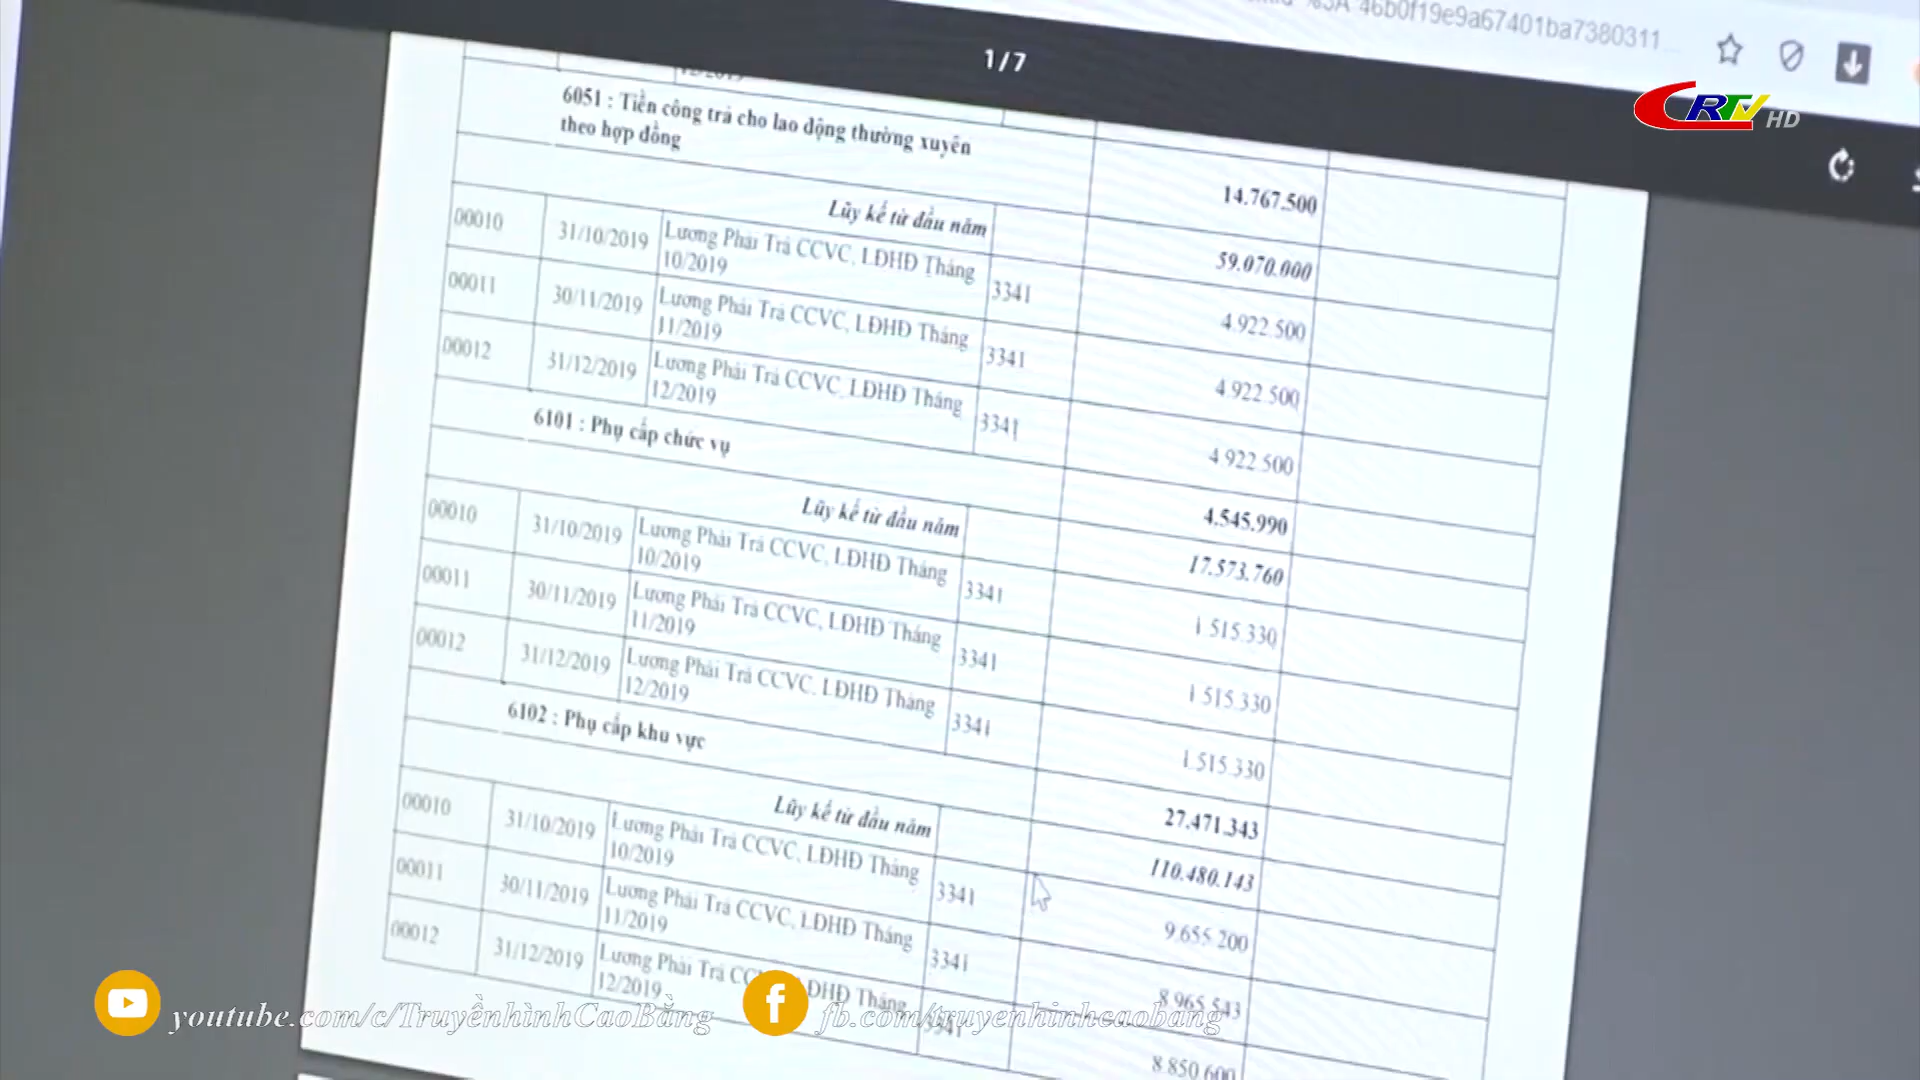 46b0f19e9a67401ba7380311...
1/7
CRTV HD
6051 : Tiền công trả cho lao động thường xuyên
theo hợp đồng
14.767.500
Lũy kế từ đầu năm
59.070.000
00010 31/10/2019 Lương Phải Trả CCVC, LĐHĐ Tháng
10/2019 3341 4.922.500
00011 30/11/2019 Lương Phải Trả CCVC, LĐHĐ Tháng
11/2019 3341 4.922.500
00012 31/12/2019 Lương Phải Trả CCVC, LĐHĐ Tháng
12/2019 3341 4.922.500
6101 : Phụ cấp chức vụ
4.545.990
Lũy kế từ đầu năm
17.573.760
00010 31/10/2019 Lương Phải Trả CCVC, LĐHĐ Tháng
10/2019 3341 1.515.330
00011 30/11/2019 Lương Phải Trả CCVC, LĐHĐ Tháng
11/2019 3341 1.515.330
00012 31/12/2019 Lương Phải Trả CCVC, LĐHĐ Tháng
12/2019 3341 1.515.330
6102 : Phụ cấp khu vực
27.471.343
Lũy kế từ đầu năm
110.480.143
00010 31/10/2019 Lương Phải Trả CCVC, LĐHĐ Tháng
10/2019 3341 9.655.200
00011 30/11/2019 Lương Phải Trả CCVC, LĐHĐ Tháng
11/2019 3341 8.965.543
00012 31/12/2019 Lương Phải Trả LĐHĐ Tháng
12/2019 3341 8.850.600
youtube.com/c/TruyềnhìnhCaoBằng
fb.com/truyenhinhcaobang